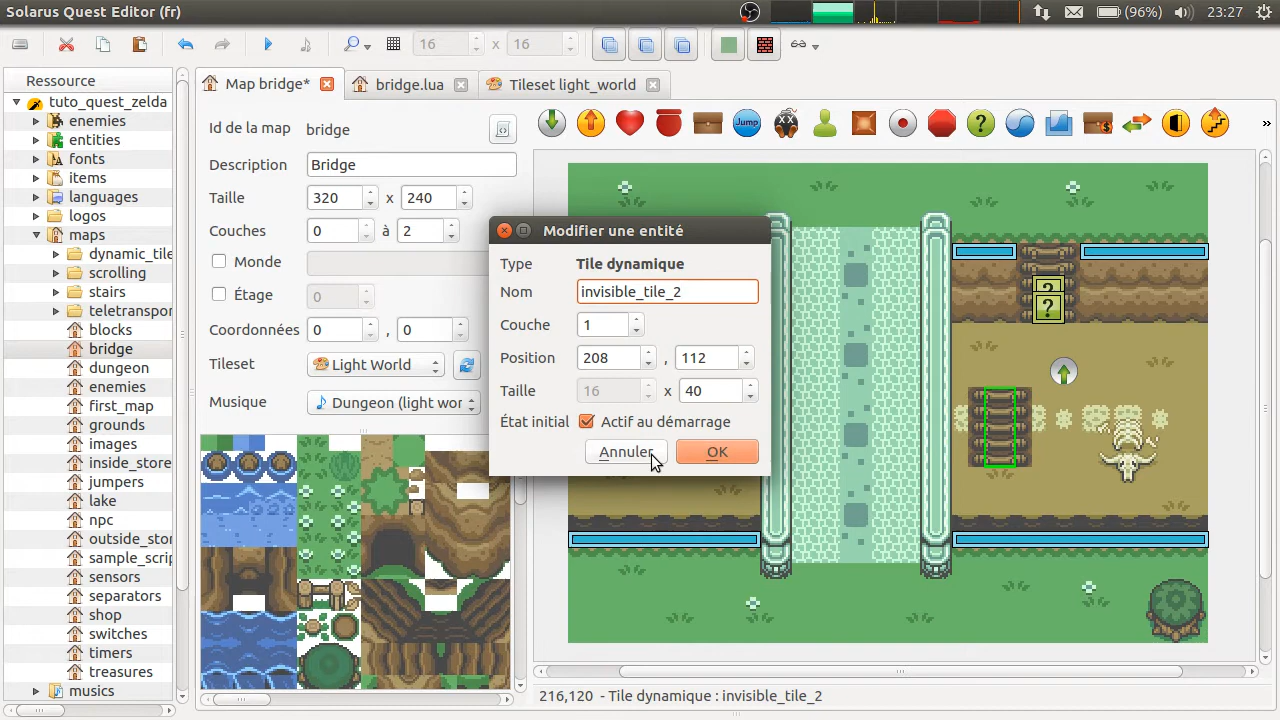 Solarus Quest Editor (fr)
(96%)
23:27
16 x 16
Ressource
tuto_quest_zelda
enemies
entities
fonts
items
languages
logos
maps
dynamic_tile
scrolling
stairs
teletranspor
blocks
bridge
dungeon
enemies
first_map
grounds
images
inside_store
jumpers
lake
npc
outside_sto
sample_scrip
sensors
separators
shop
switches
timers
treasures
musics
Map bridge*
bridge.lua
Tileset light_world
Id de la map bridge
Description Bridge
Taille 320 x 240
Couches 0 à 2
Monde
Étage 0
Coordonnées 0 , 0
Tileset Light World
Musique Dungeon (light wor
Jump
»
Modifier une entité
Type Tile dynamique
Nom invisible_tile_2
Couche 1
Position 208 , 112
Taille 16 x 40
État initial Actif au démarrage
Annuler OK
?
?
216,120 - Tile dynamique : invisible_tile_2